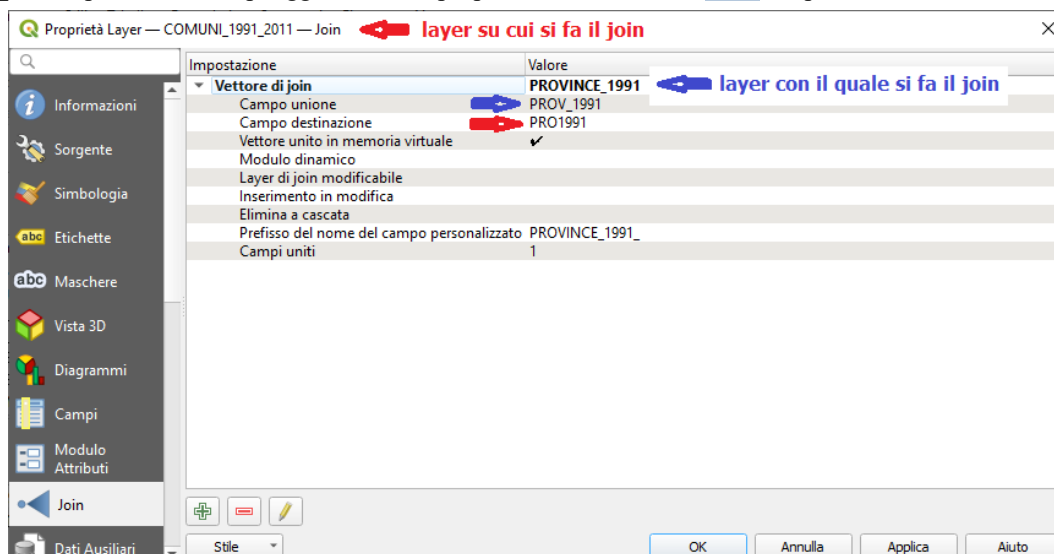 Proprietà Layer — COMUNI_1991_2011 — Join layer su cui si fa il join
Impostazione Valore
Vettore di join PROVINCE_1991 layer con il quale si fa il join
Campo unione PROV_1991
Campo destinazione PRO1991
Vettore unito in memoria virtuale ✔
Modulo dinamico
Layer di join modificabile
Inserimento in modifica
Elimina a cascata
Prefisso del nome del campo personalizzato PROVINCE_1991_
Campi uniti 1
Informazioni
Sorgente
Simbologia
abc Etichette
abc Maschere
Vista 3D
Diagrammi
Campi
Modulo
Attributi
Join
Dati Ausiliari
Stile OK Annulla Applica Aiuto